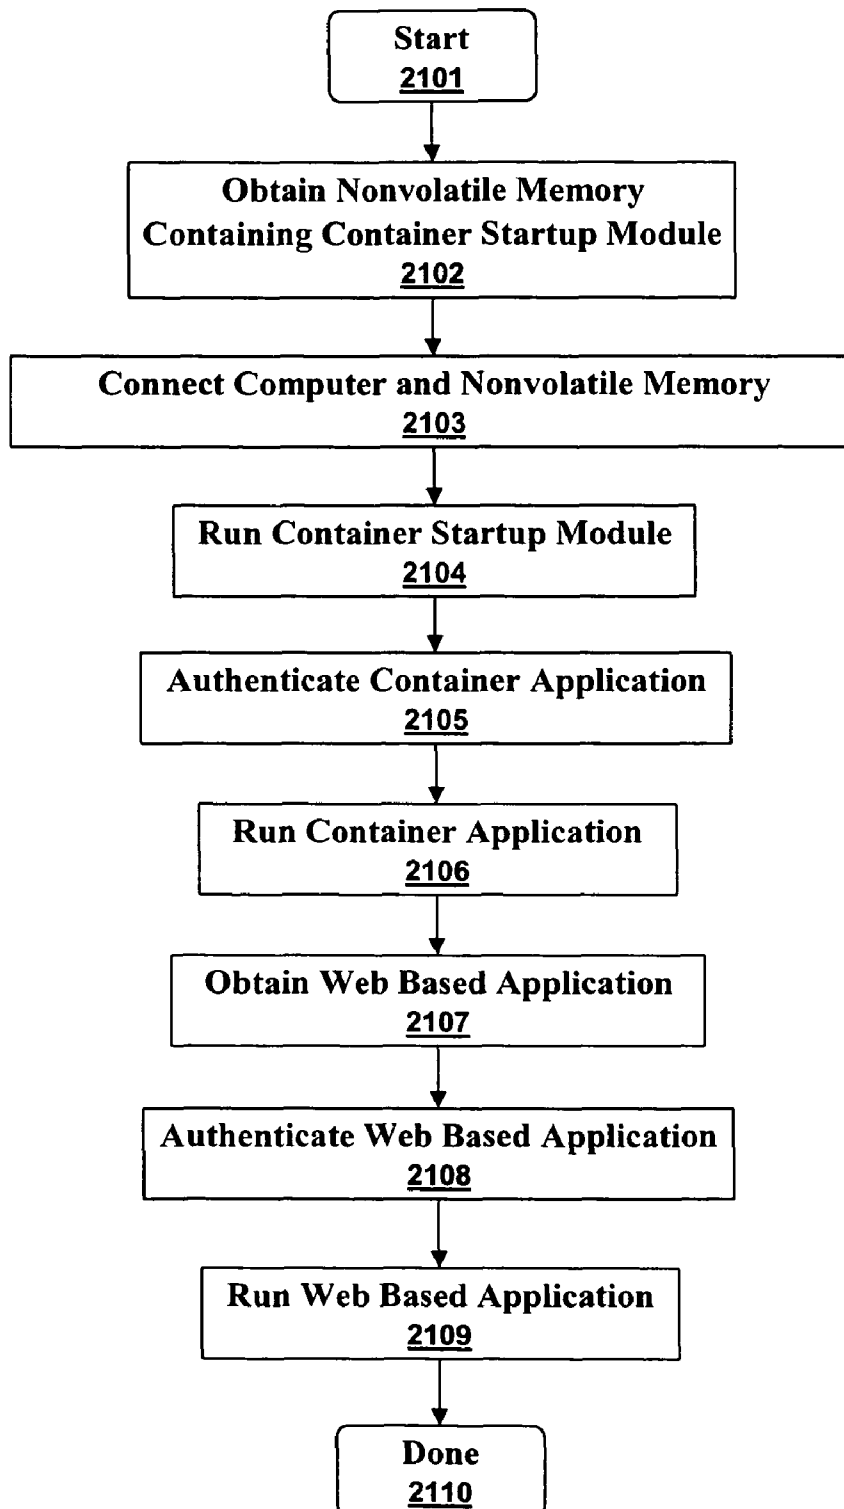 Start
2101
Obtain Nonvolatile Memory
Containing Container Startup Module
2102
Connect Computer and Nonvolatile Memory
2103
Run Container Startup Module
2104
Authenticate Container Application
2105
Run Container Application
2106
Obtain Web Based Application
2107
Authenticate Web Based Application
2108
Run Web Based Application
2109
Done
2110